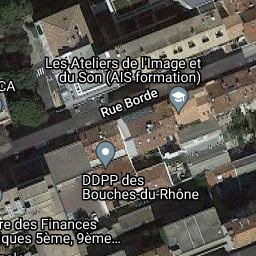 Les Ateliers de l'Image et
du Son (AIS formation)
CA
Rue Borde
DDPP des
Bouches-du-Rhône
re des Finances
ques 5ème, 9ème...